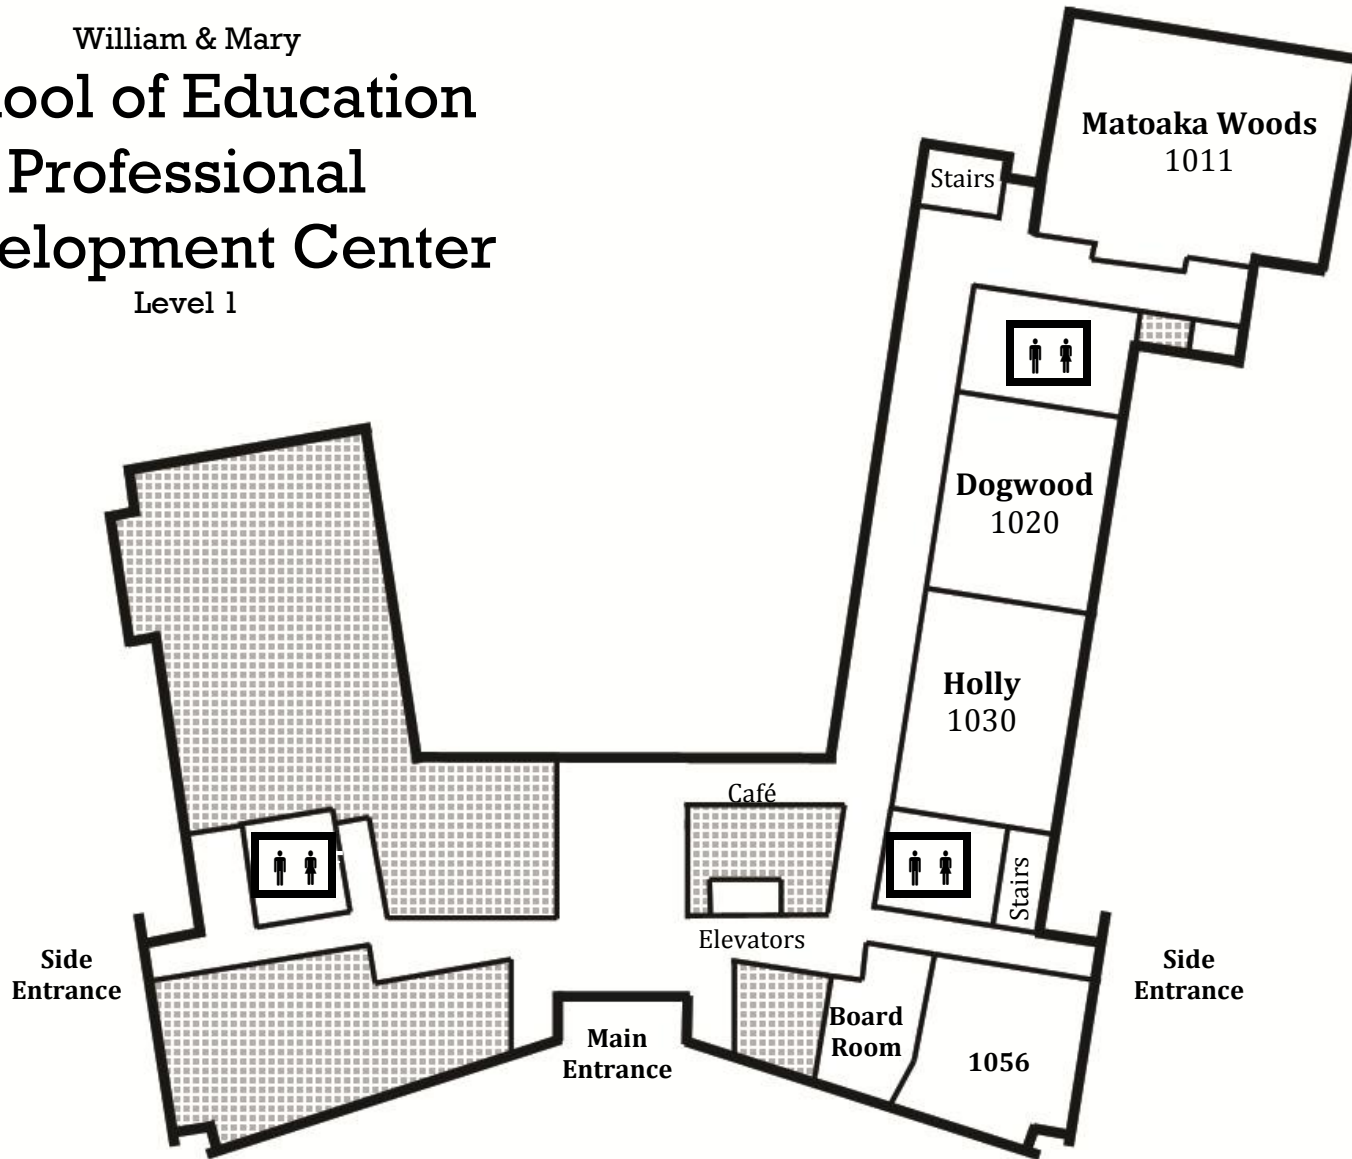 William & Mary
ool of Education
Professional
elopment Center
Level 1
Matoaka Woods
1011
Stairs
Dogwood
1020
Holly
1030
Café
Stairs
Elevators
Side
Entrance
Side
Entrance
Board
Room
Main
Entrance
1056